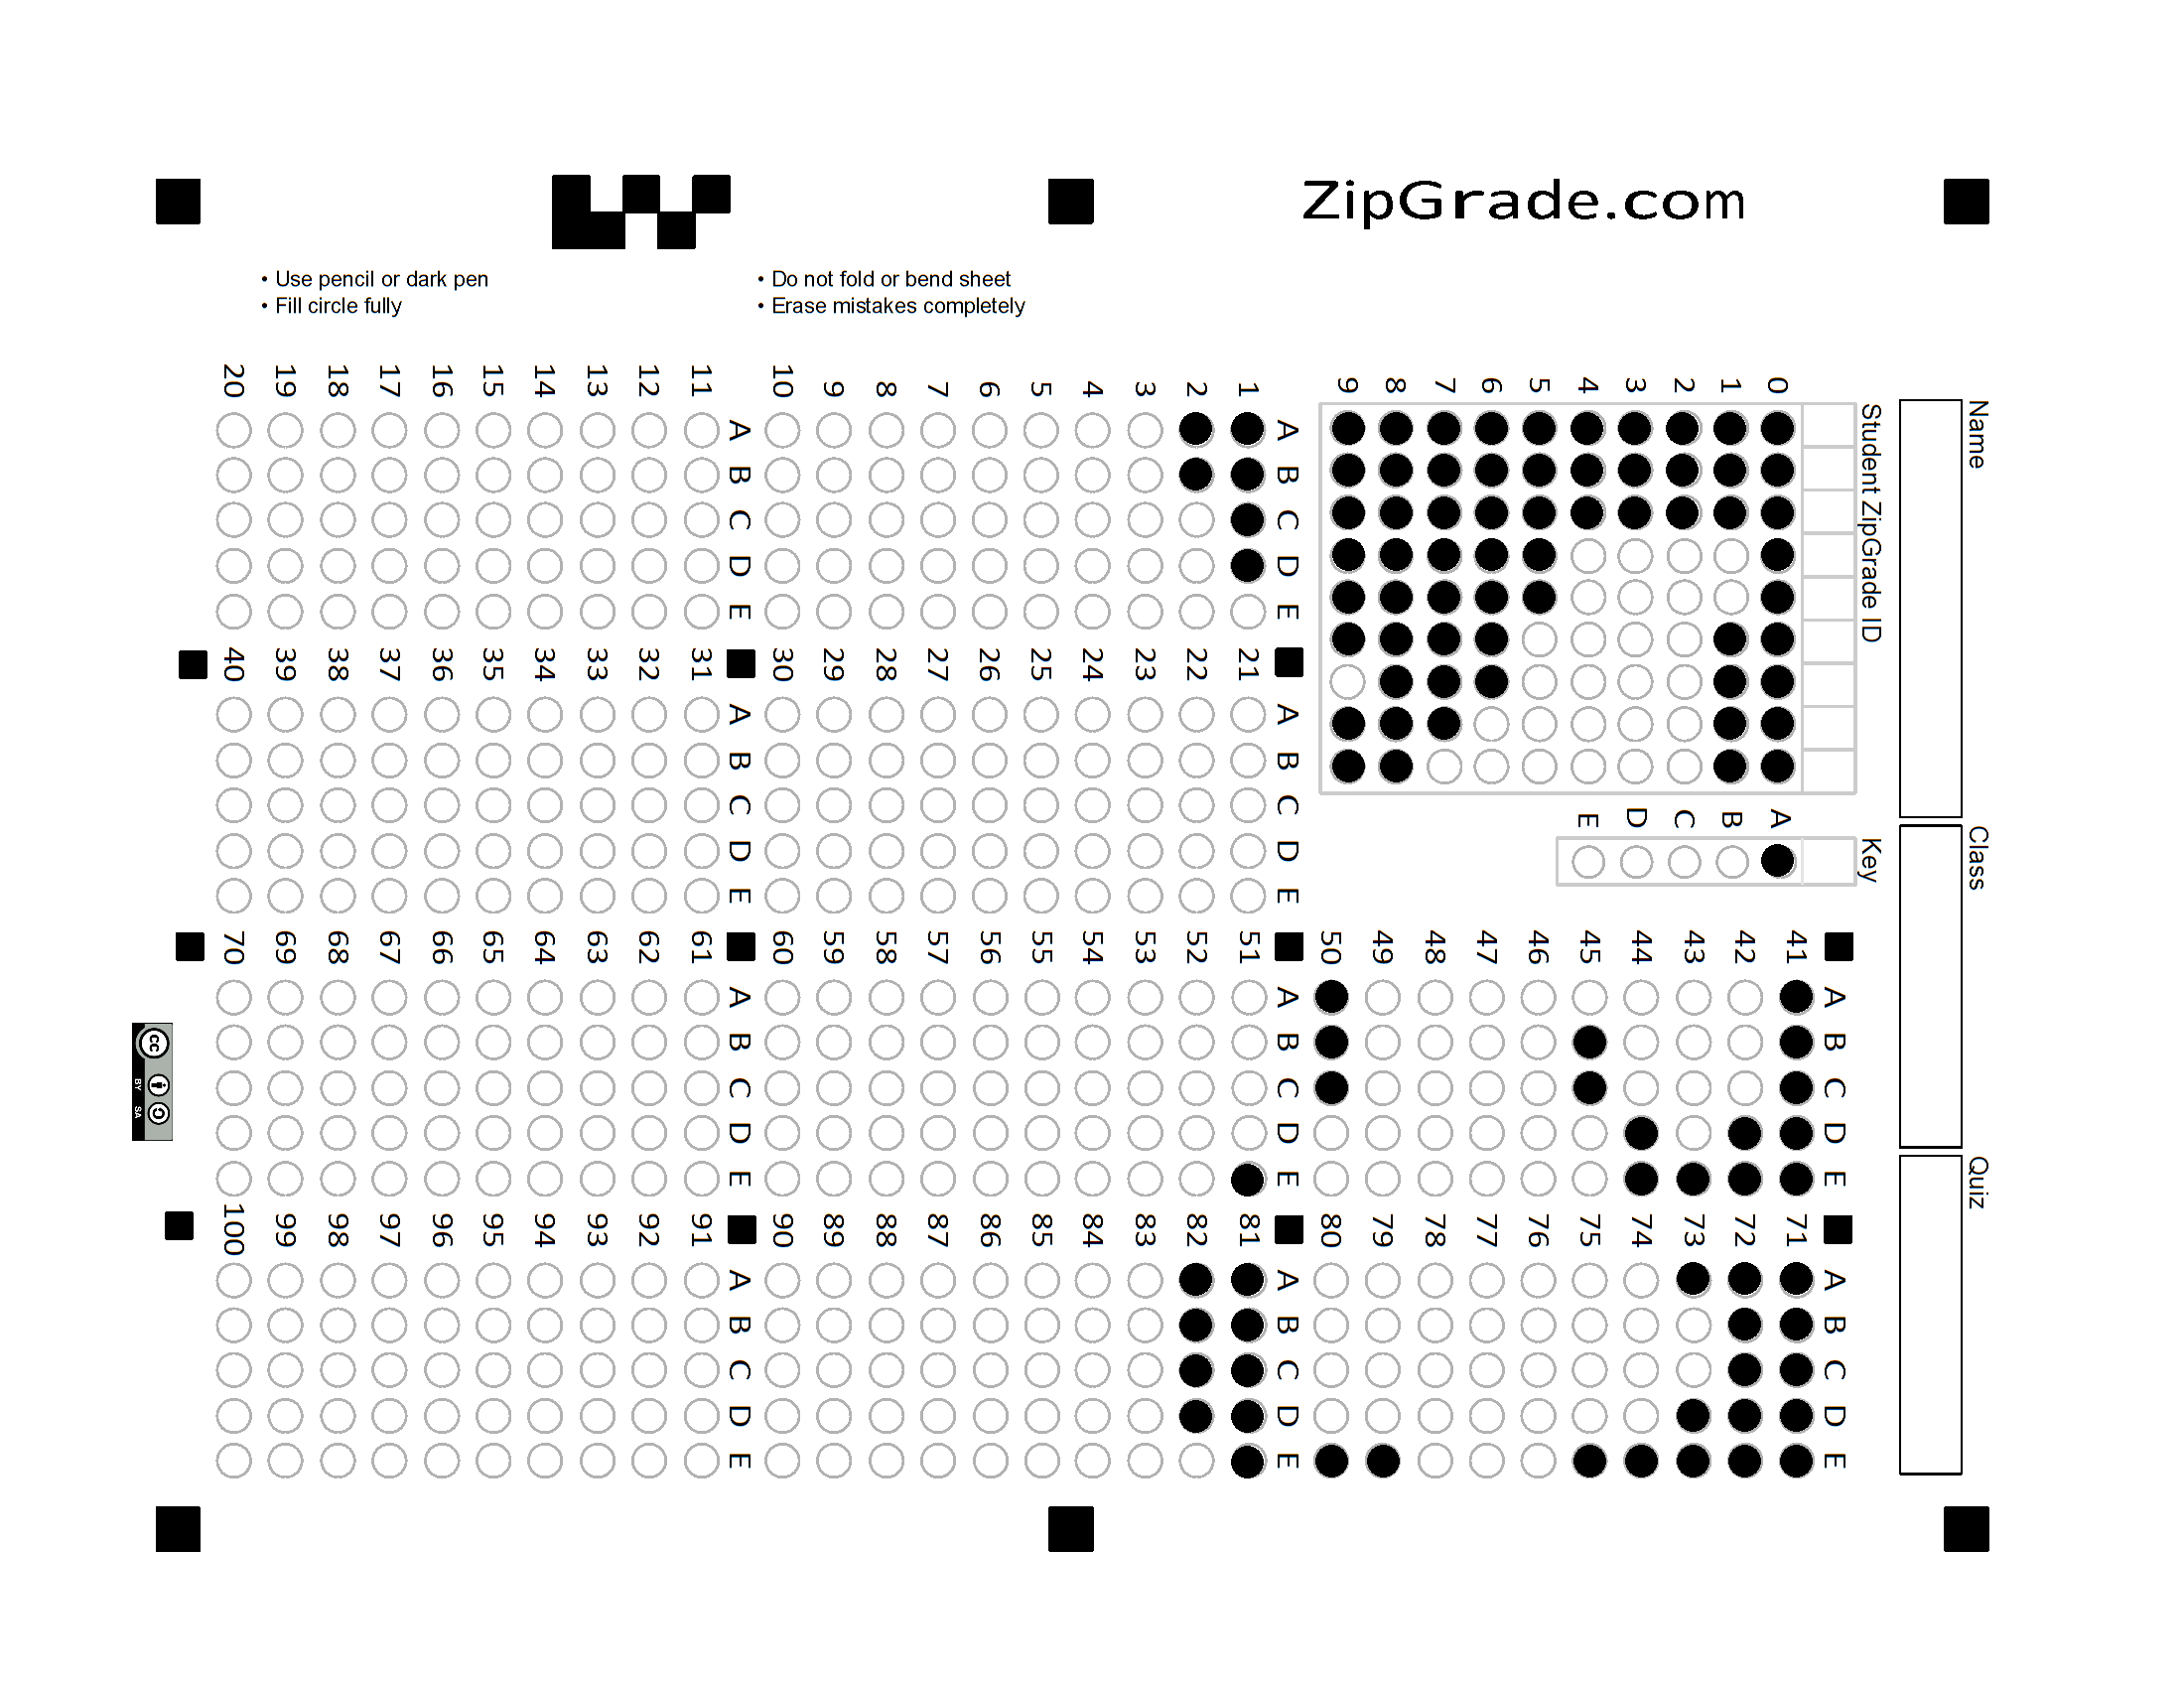 ZipGrade.com
• Use pencil or dark pen
• Fill circle fully
• Do not fold or bend sheet
• Erase mistakes completely
Name
Class
Quiz
Student ZipGrade ID
0
1
2
3
4
5
6
7
8
9
Key
A
B
C
D
E
20 19 18 17 16 15 14 13 12 11
A B C D E
10 9 8 7 6 5 4 3 2 1
A B C D E
40 39 38 37 36 35 34 33 32 31
A B C D E
30 29 28 27 26 25 24 23 22 21
A B C D E
70 69 68 67 66 65 64 63 62 61
A B C D E
60 59 58 57 56 55 54 53 52 51
A B C D E
50 49 48 47 46 45 44 43 42 41
A B C D E
100 99 98 97 96 95 94 93 92 91
A B C D E
90 89 88 87 86 85 84 83 82 81
A B C D E
80 79 78 77 76 75 74 73 72 71
A B C D E
cc
BY SA